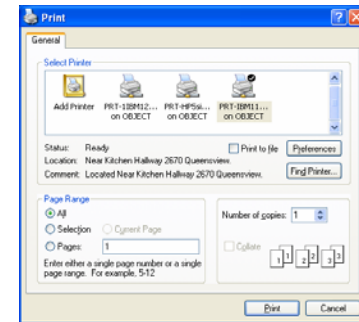 Print
General
Select Printer
Add Printer
PRT-1IBM12... on OBJECT
PRT-HP5si... on OBJECT
PRT-IBM11... on OBJECT
Status: Ready
Print to file
Preferences
Location: Near Kitchen Hallway 2670 Queensview.
Comment: Located Near Kitchen Hallway 2670 Queensview.
Find Printer...
Page Range
All
Selection
Current Page
Pages: 1
Enter either a single page number or a single
page range. For example, 5-12
Number of copies: 1
Collate
1 1 2 2 3 3
Print
Cancel